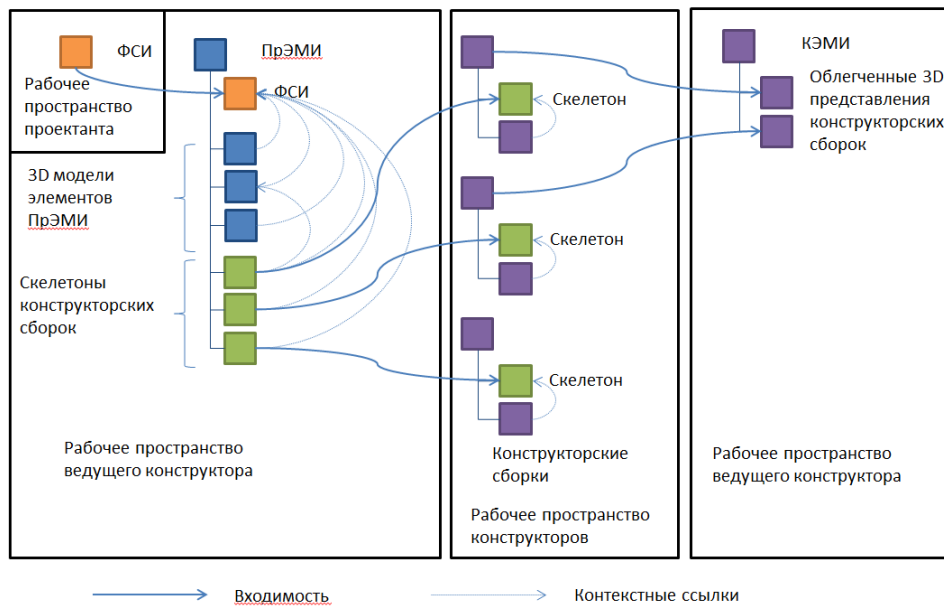 ФСИ
Рабочее
пространство
проектанта
ПрЭМИ
ФСИ
3D модели
элементов
ПрЭМИ
Скелетоны
конструкторских
сборок
Рабочее пространство
ведущего конструктора
Скелетон
Скелетон
Скелетон
Конструкторские
сборки
Рабочее пространство
конструкторов
КЭМИ
Облегченные 3D
представления
конструкторских
сборок
Рабочее пространство
ведущего конструктора
Входимость
Контекстные ссылки